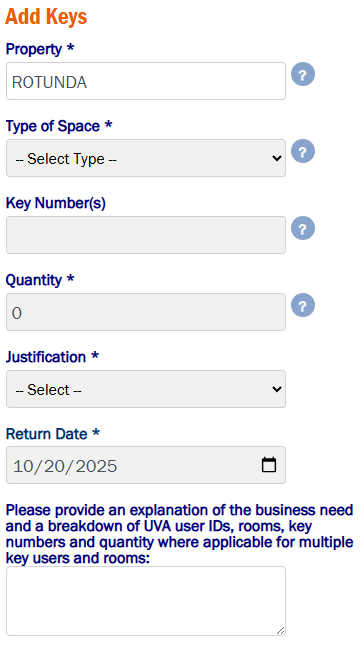 Add Keys
Property *
ROTUNDA
?
Type of Space *
-- Select Type --
?
Key Number(s)
?
Quantity *
0
?
Justification *
-- Select --
Return Date *
10/20/2025
Please provide an explanation of the business need
and a breakdown of UVA user IDs, rooms, key
numbers and quantity where applicable for multiple
key users and rooms: